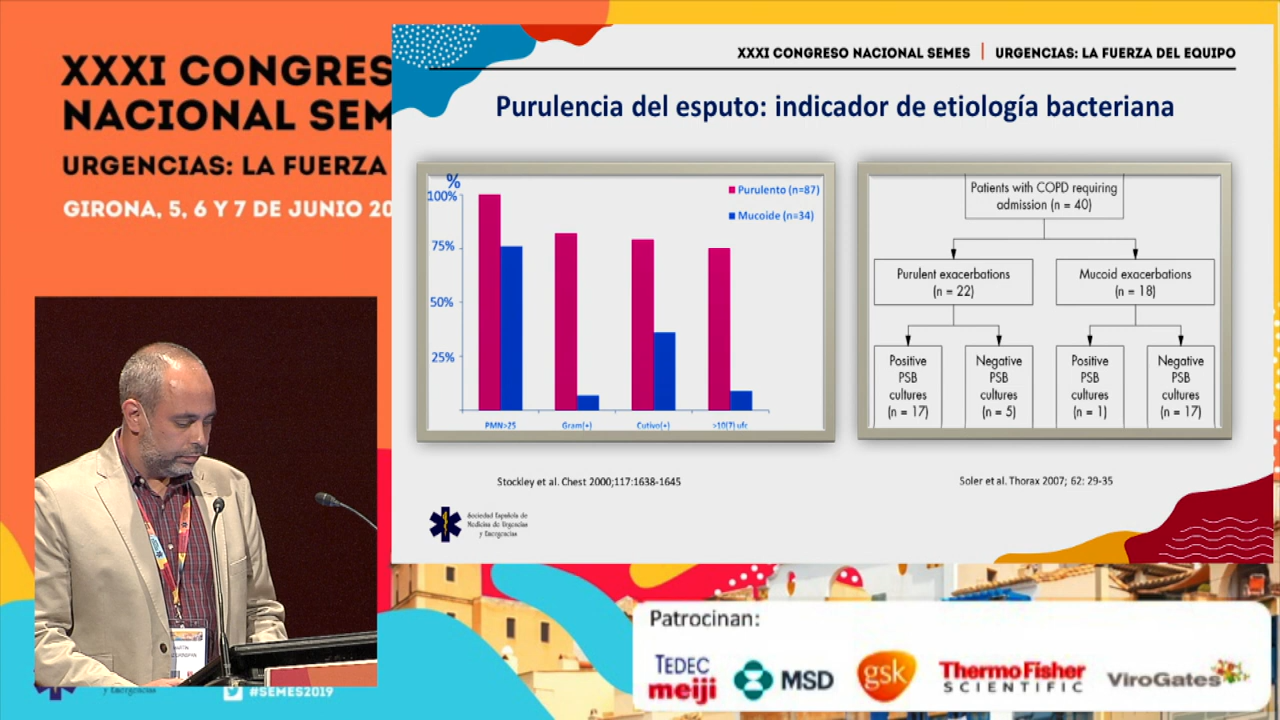 XXXI CONGRES
NACIONAL SEM
URGENCIAS: LA FUERZA
GIRONA, 5, 6 Y 7 DE JUNIO 20
XXXI CONGRESO NACIONAL SEMES | URGENCIAS: LA FUERZA DEL EQUIPO
Purulencia del esputo: indicador de etiología bacteriana
%
100%
75%
50%
25%
Purulento (n=87)
Mucoide (n=34)
PMN>25
Gram(+)
Cutivo(+)
>10(7) ufc
Stockley et al. Chest 2000;117:1638-1645
Patients with COPD requiring
admission (n = 40)
Purulent exacerbations
(n = 22)
Mucoid exacerbations
(n = 18)
Positive
PSB
cultures
(n = 17)
Negative
PSB
cultures
(n = 5)
Positive
PSB
cultures
(n = 1)
Negative
PSB
cultures
(n = 17)
Soler et al. Thorax 2007; 62: 29-35
Sociedad Española de
Medicina de Urgencias
y Emergencias
y Emergencias
#SEMES2019
Patrocinan:
TEDEC
meiji
MSD
gsk
ThermoFisher
SCIENTIFIC
ViroGates